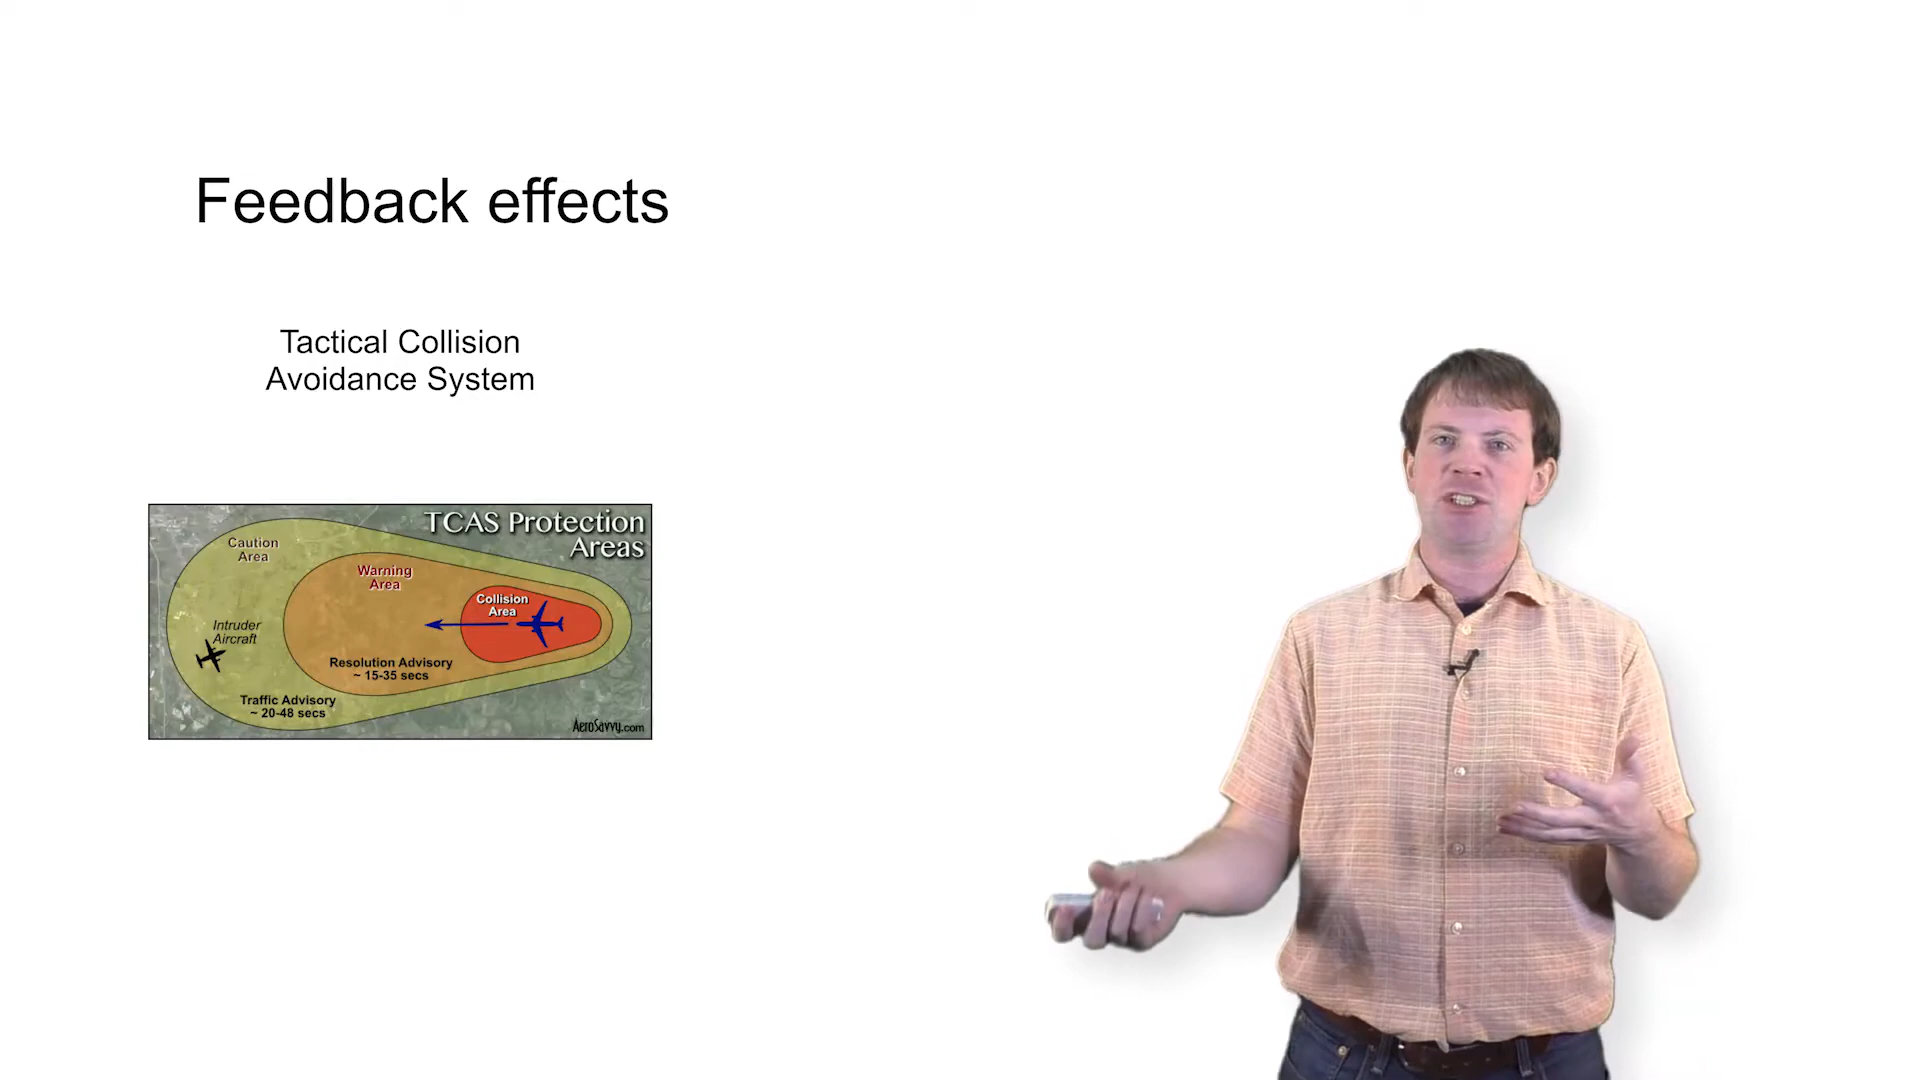 Feedback effects
Tactical Collision
Avoidance System
TCAS Protection
Areas
Caution
Area
Warning
Area
Collision
Area
Intruder
Aircraft
Resolution Advisory
~ 15-35 secs
Traffic Advisory
~ 20-48 secs
AeroSavvy.com